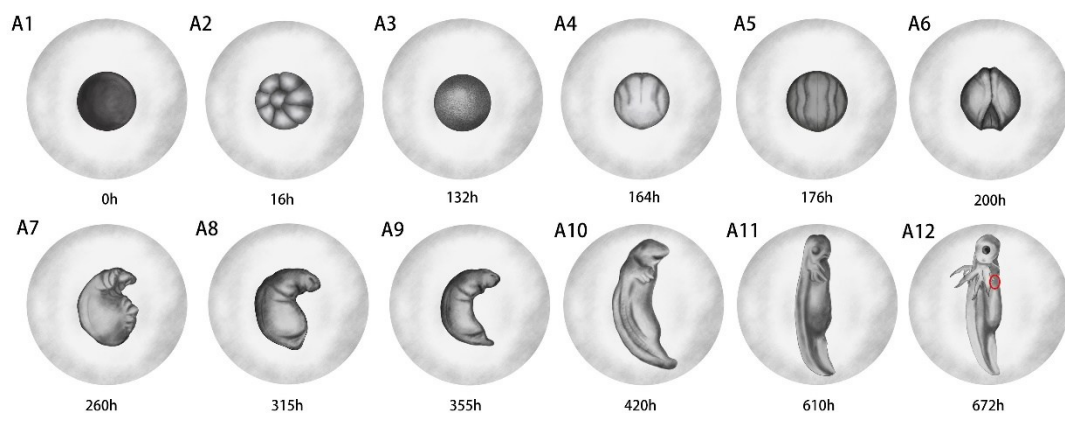 A1 A2 A3 A4 A5 A6
0h 16h 132h 164h 176h 200h
A7 A8 A9 A10 A11 A12
260h 315h 355h 420h 610h 672h